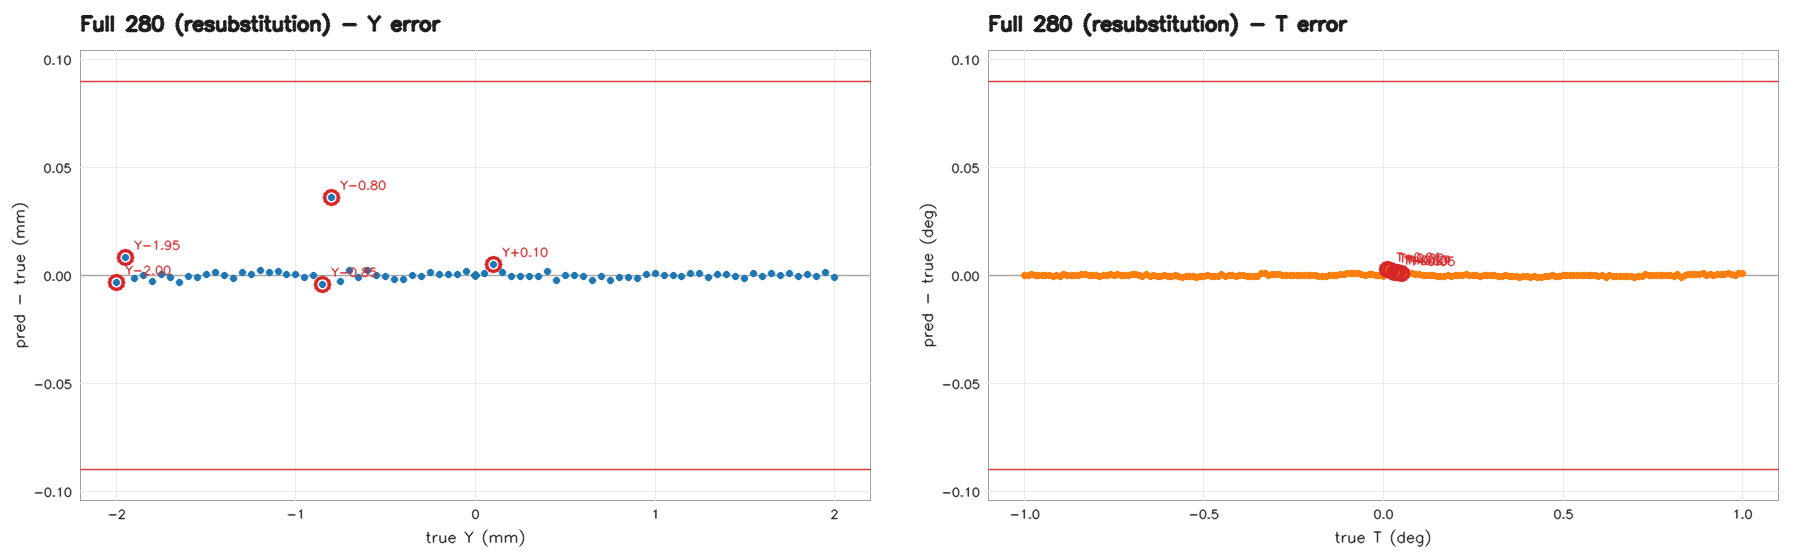 Full 280 (resubstitution) − Y error
0.10
0.05
0.00
−0.05
−0.10
pred − true (mm)
Y−0.80
Y−1.95
Y+0.10
Y−2.00
Y−0.85
−2
−1
0
1
2
true Y (mm)
Full 280 (resubstitution) − T error
0.10
0.05
0.00
−0.05
−0.10
pred − true (deg)
−1.0
−0.5
0.0
0.5
1.0
true T (deg)